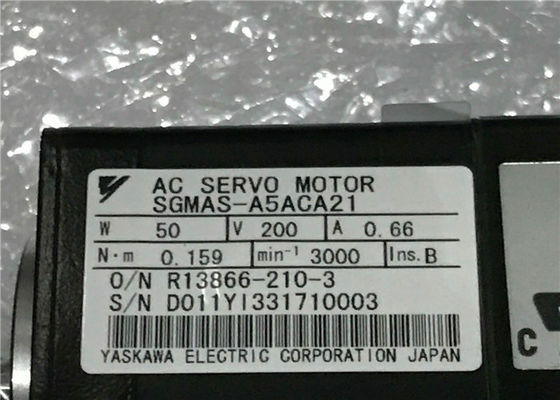 AC SERVO MOTOR
SGMAS-A5ACA21
W 50 V 200 A 0.66
N·m 0.159 min⁻¹ 3000 Ins. B
O/N R13866-210-3
S/N D011YI331710003
YASKAWA ELECTRIC CORPORATION JAPAN
C